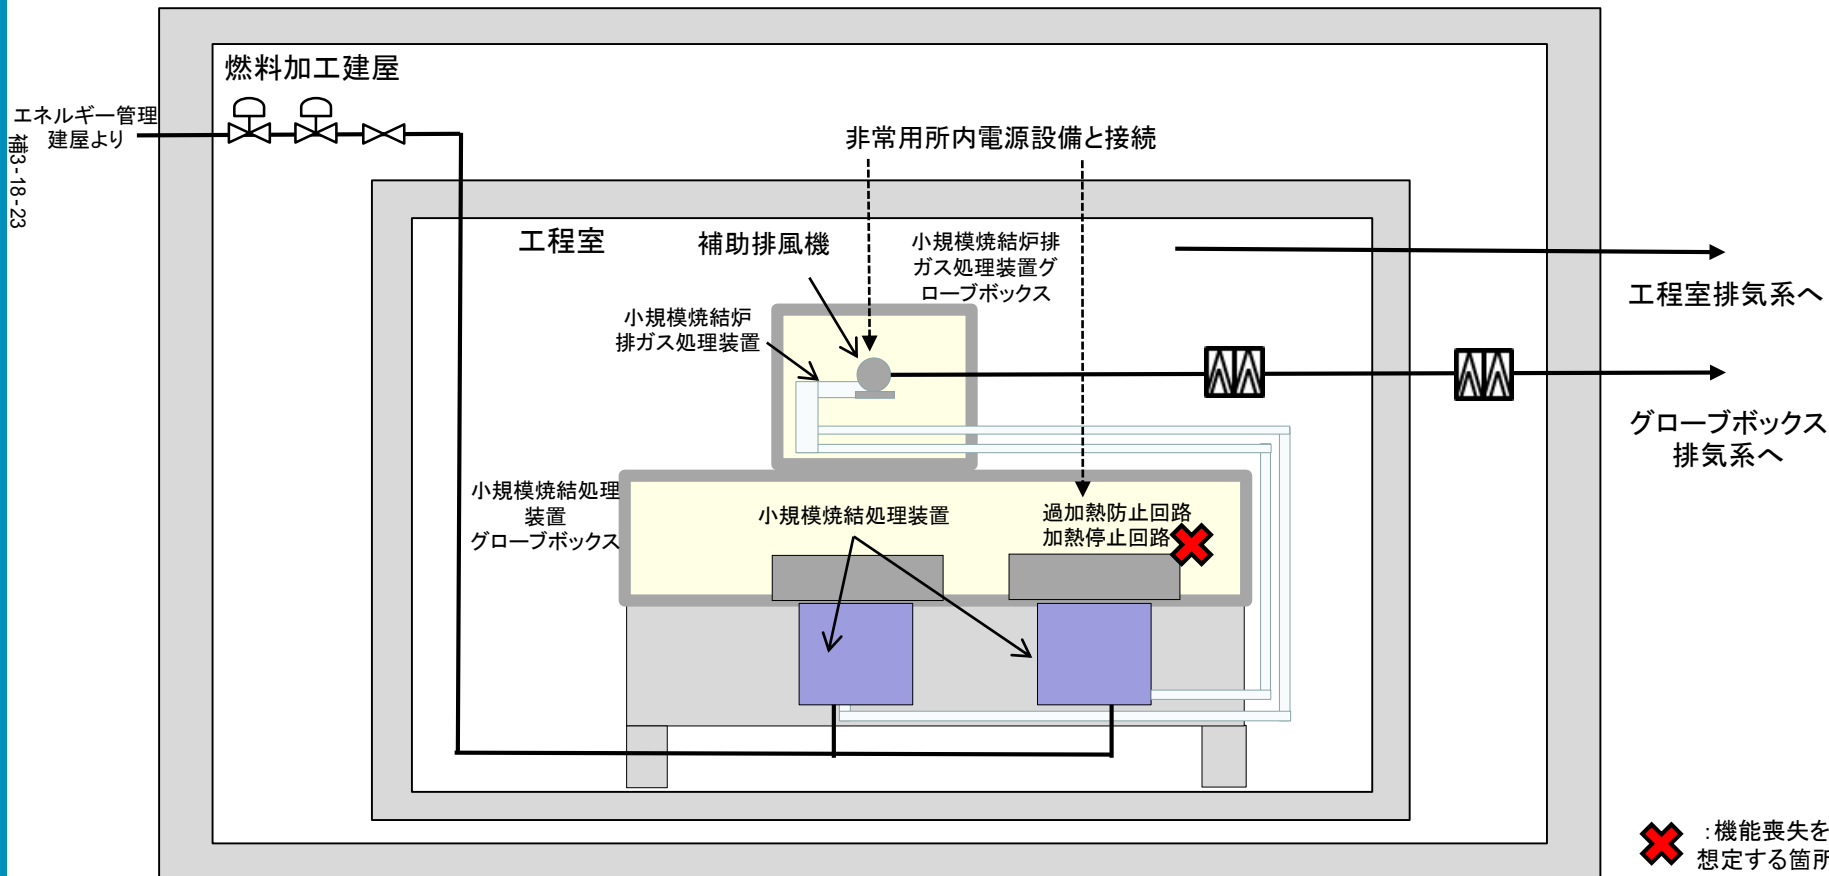 燃料加工建屋
エネルギー管理
建屋より
補3-18-23
非常用所内電源設備と接続
工程室
補助排風機
小規模焼結炉排
ガス処理装置グ
ローブボックス
小規模焼結炉
排ガス処理装置
工程室排気系へ
グローブボックス
排気系へ
小規模焼結処理
装置
グローブボックス
小規模焼結処理装置
過加熱防止回路
加熱停止回路
:機能喪失を
想定する箇所